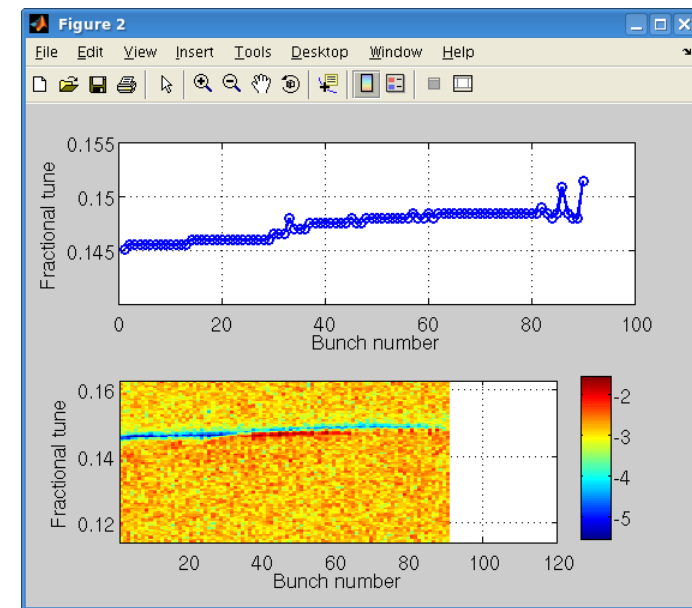 Figure 2
File Edit View Insert Tools Desktop Window Help
0.155
0.15
0.145
Fractional tune
0 20 40 60 80 100
Bunch number
0.16
0.14
0.12
Fractional tune
20 40 60 80 100 120
Bunch number
-2
-3
-4
-5